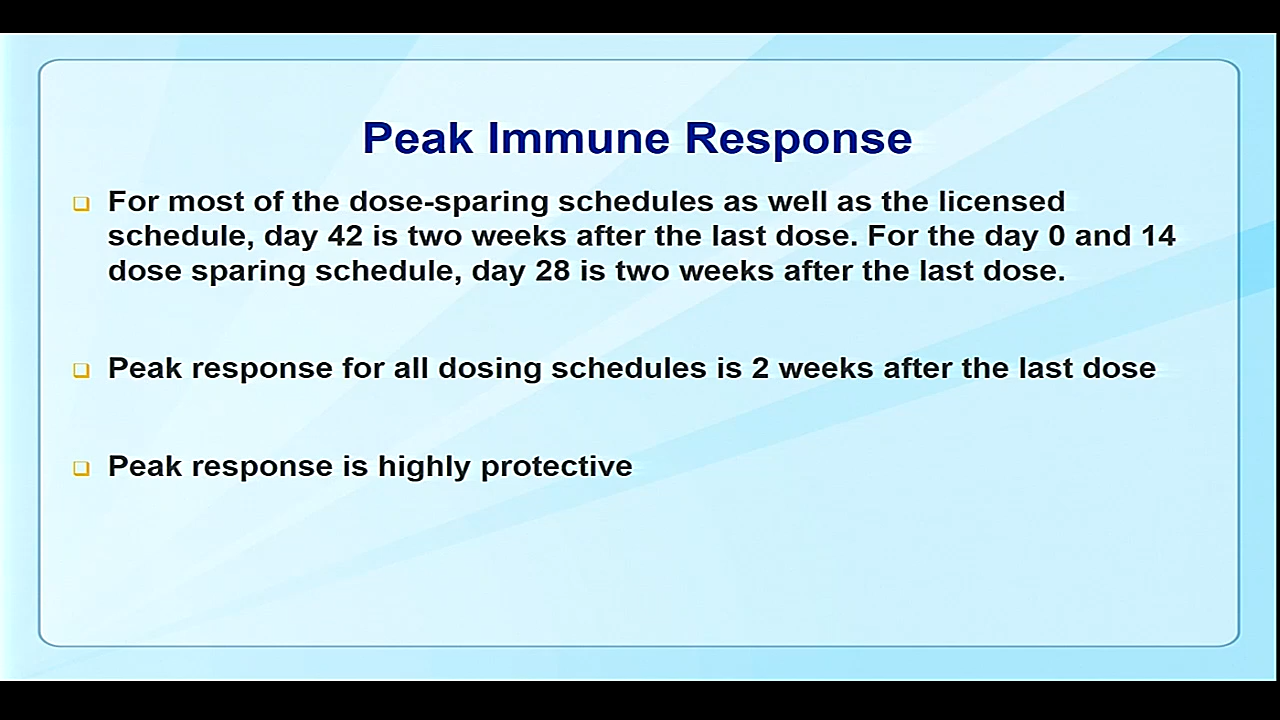 Peak Immune Response
For most of the dose-sparing schedules as well as the licensed
schedule, day 42 is two weeks after the last dose. For the day 0 and 14
dose sparing schedule, day 28 is two weeks after the last dose.
Peak response for all dosing schedules is 2 weeks after the last dose
Peak response is highly protective